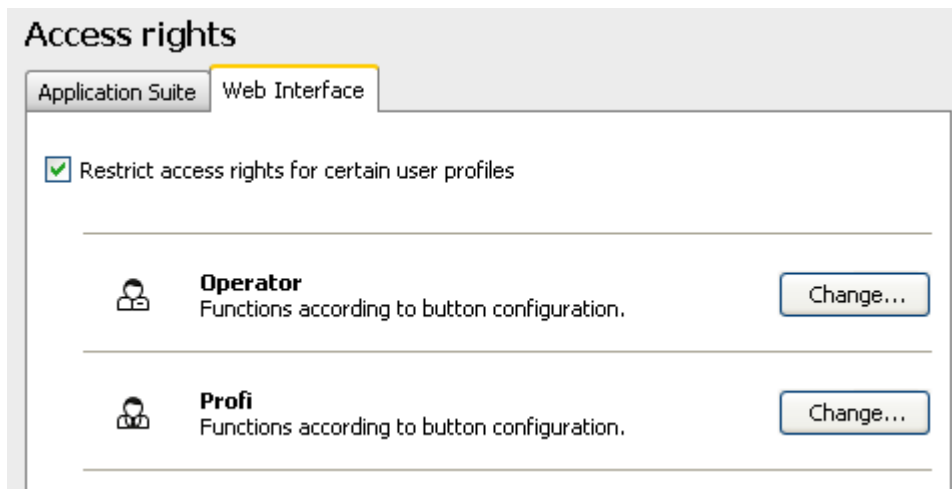 Access rights
Application Suite Web Interface
Restrict access rights for certain user profiles
Operator
Functions according to button configuration.
Change...
Profi
Functions according to button configuration.
Change...